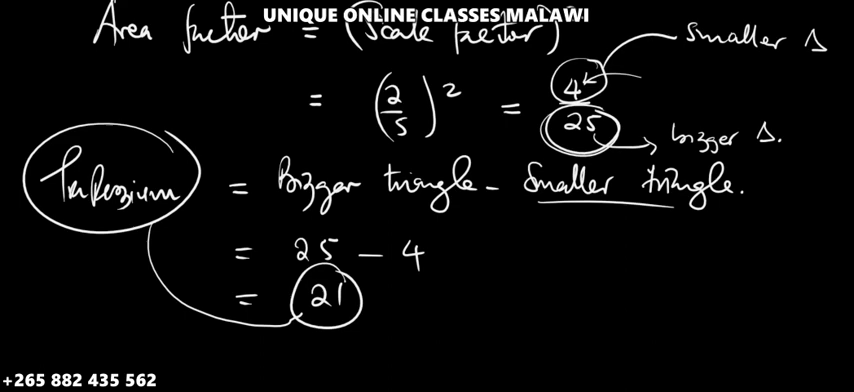 UNIQUE ONLINE CLASSES MALAWI
Area factor = (Scale factor)
smaller Δ
= (2/5)² = 4/25
bigger Δ.
Trapezium = Bigger triangle - Smaller triangle.
= 25 - 4
= 21
+265 882 435 562